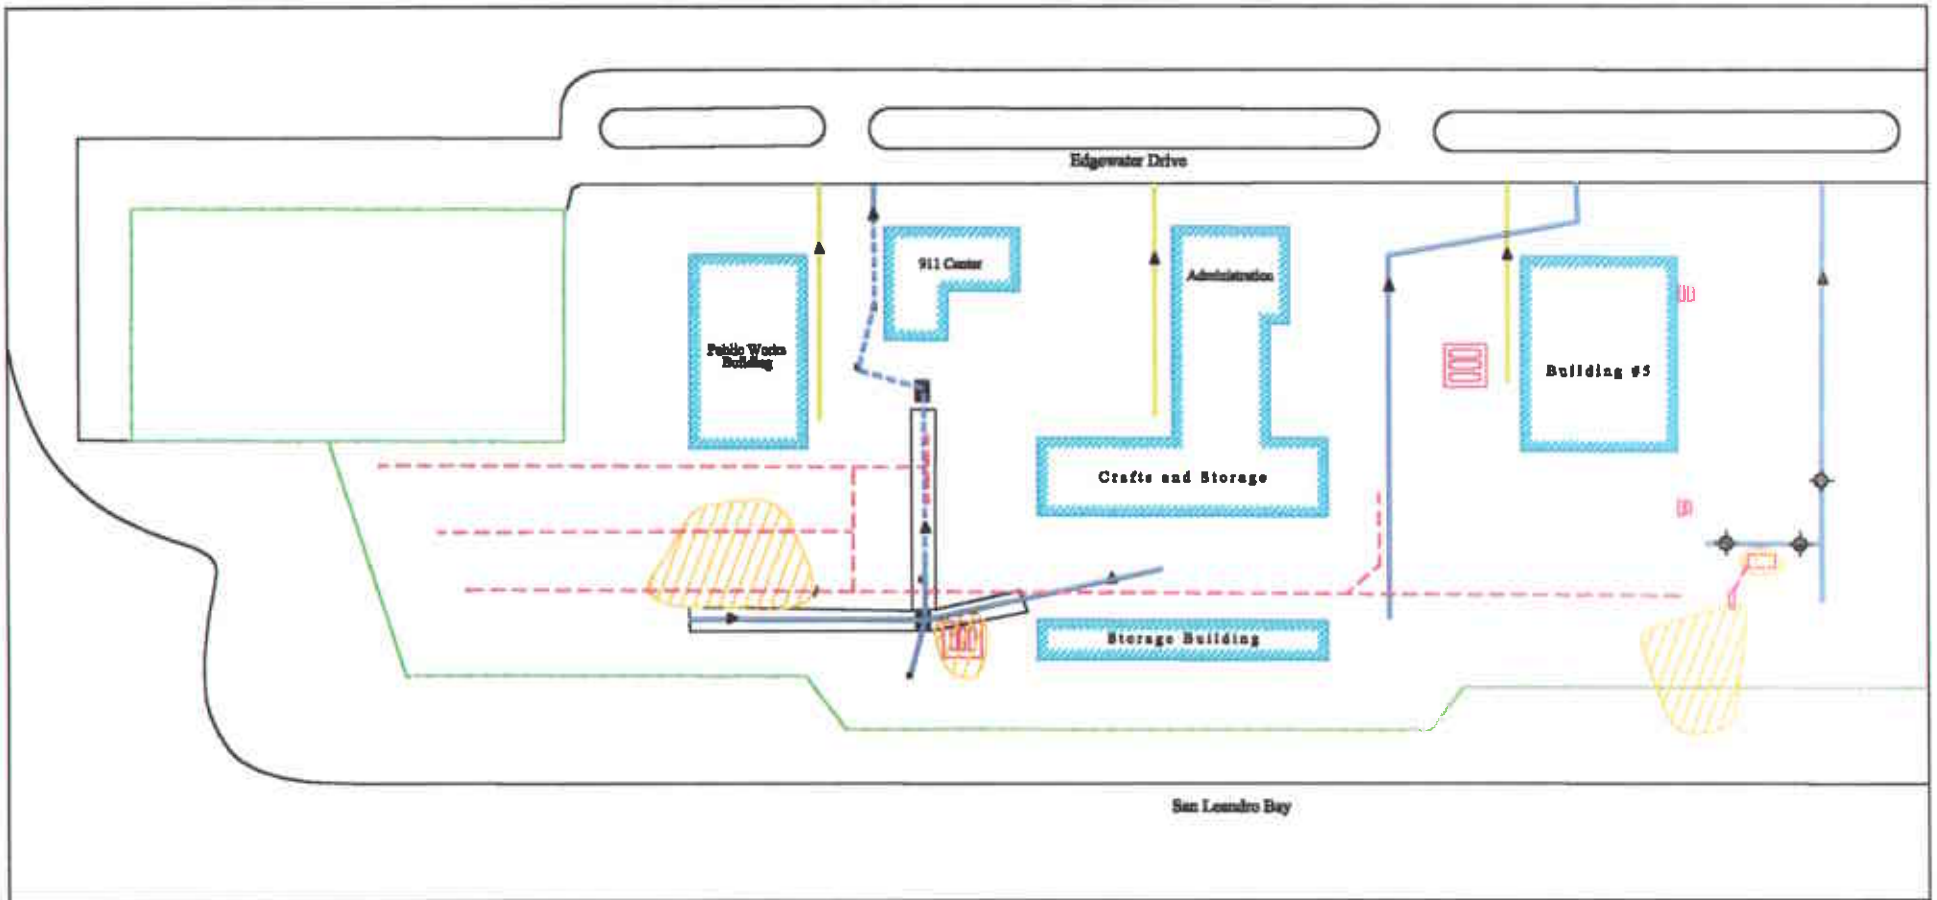 Edgewater Drive
911 Center
Administration
Public Works
Building
Building #5
Crafts and Storage
Storage Building
San Leandro Bay